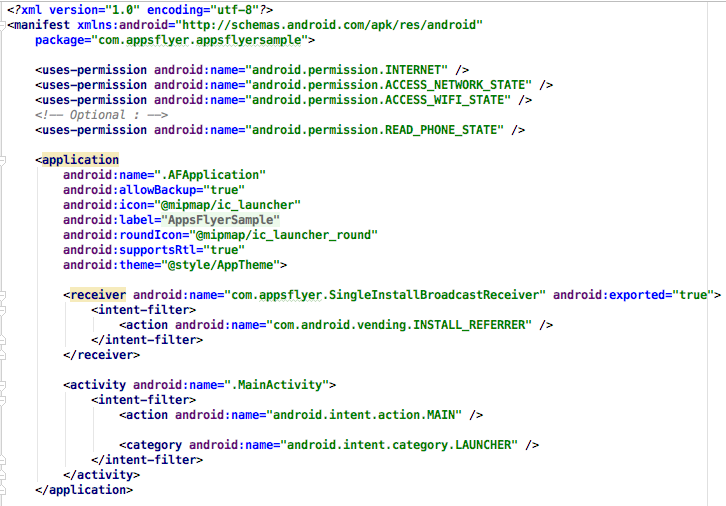 <?xml version="1.0" encoding="utf-8"?>
<manifest xmlns:android="http://schemas.android.com/apk/res/android"
    package="com.appsflyer.appsflyersample">

    <uses-permission android:name="android.permission.INTERNET" />
    <uses-permission android:name="android.permission.ACCESS_NETWORK_STATE" />
    <uses-permission android:name="android.permission.ACCESS_WIFI_STATE" />
    <!-- Optional : -->
    <uses-permission android:name="android.permission.READ_PHONE_STATE" />

    <application
        android:name=".AFApplication"
        android:allowBackup="true"
        android:icon="@mipmap/ic_launcher"
        android:label="AppsFlyerSample"
        android:roundIcon="@mipmap/ic_launcher_round"
        android:supportsRtl="true"
        android:theme="@style/AppTheme">

        <receiver android:name="com.appsflyer.SingleInstallBroadcastReceiver" android:exported="true">
            <intent-filter>
                <action android:name="com.android.vending.INSTALL_REFERRER" />
            </intent-filter>
        </receiver>

        <activity android:name=".MainActivity">
            <intent-filter>
                <action android:name="android.intent.action.MAIN" />

                <category android:name="android.intent.category.LAUNCHER" />
            </intent-filter>
        </activity>
    </application>